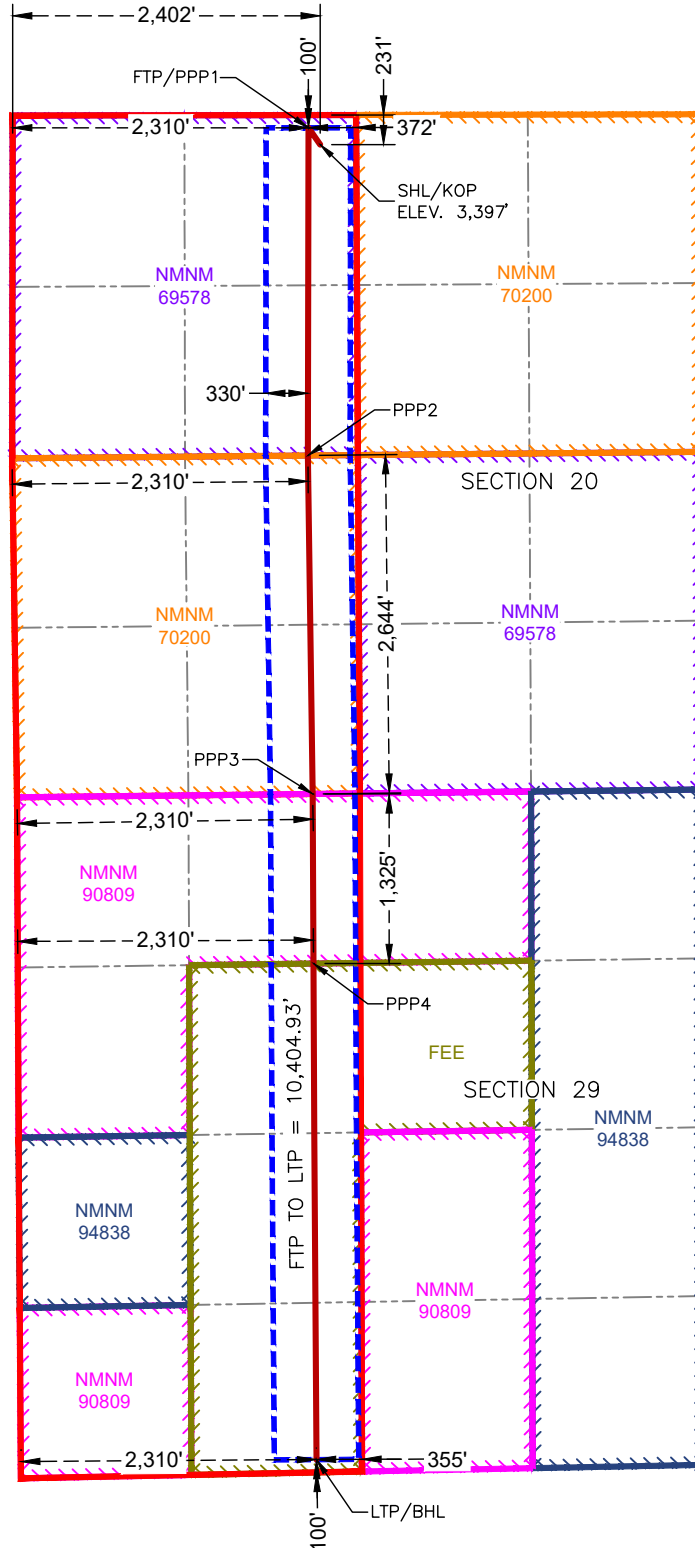 2,402'
100'
231'
FTP/PPP1
2,310'
372'
SHL/KOP
ELEV. 3,397'
NMNM
69578
NMNM
70200
330'
PPP2
2,310'
SECTION 20
2,644'
NMNM
70200
NMNM
69578
PPP3
2,310'
1,325'
NMNM
90809
2,310'
PPP4
FTP TO LTP = 10,404.93'
FEE
SECTION 29
NMNM
94838
NMNM
94838
NMNM
90809
NMNM
90809
2,310'
355'
LTP/BHL
100'